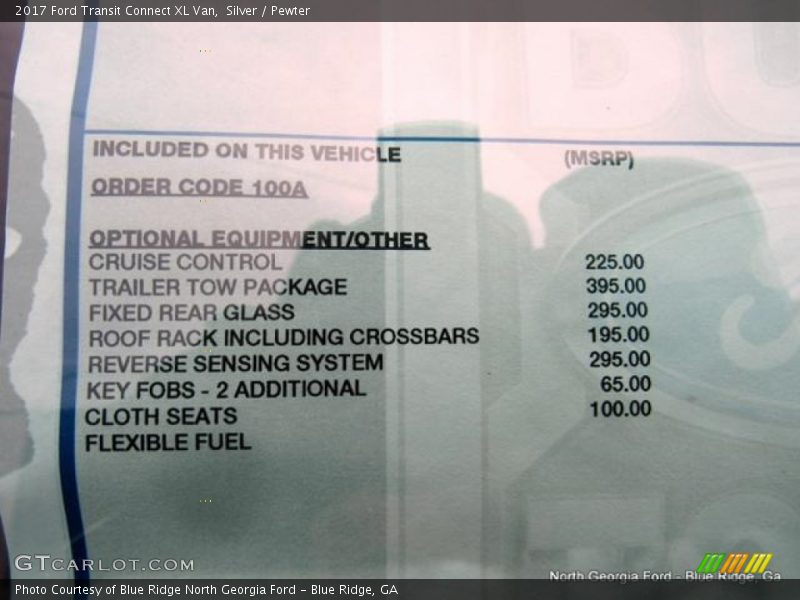 2017 Ford Transit Connect XL Van,  Silver / Pewter
INCLUDED ON THIS VEHICLE (MSRP)
ORDER CODE 100A
OPTIONAL EQUIPMENT/OTHER
CRUISE CONTROL 225.00
TRAILER TOW PACKAGE 395.00
FIXED REAR GLASS 295.00
ROOF RACK INCLUDING CROSSBARS 195.00
REVERSE SENSING SYSTEM 295.00
KEY FOBS - 2 ADDITIONAL 65.00
CLOTH SEATS 100.00
FLEXIBLE FUEL
GTCARLOT.COM
North Georgia Ford - Blue Ridge, Ga
Photo Courtesy of Blue Ridge North Georgia Ford – Blue Ridge, GA